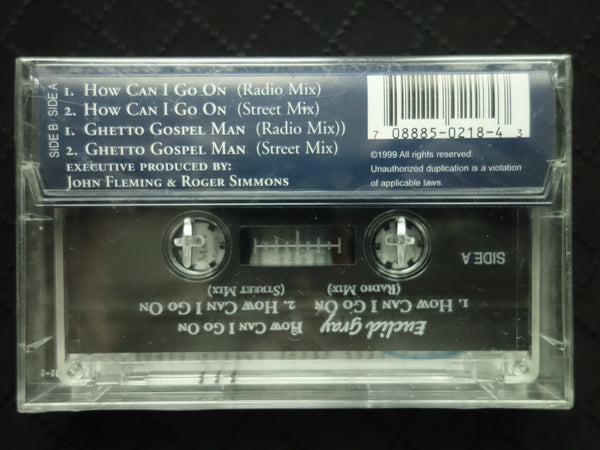 SIDE B/ SIDE A
1. How Can I Go On (Radio Mix)
2. How Can I Go On (Street Mix)
1. Ghetto Gospel Man (Radio Mix))
2. Ghetto Gospel Man (Street Mix)
executive produced by:
John Fleming & Roger Simmons
7 08885-0218-4 3
©1999 All rights reserved.
Unauthorized duplication is a violation
of applicable laws.
SIDE A
Euclid Gray How Can I Go On
1. How Can I Go On 2. How Can I Go On
(Radio Mix) (Street Mix)